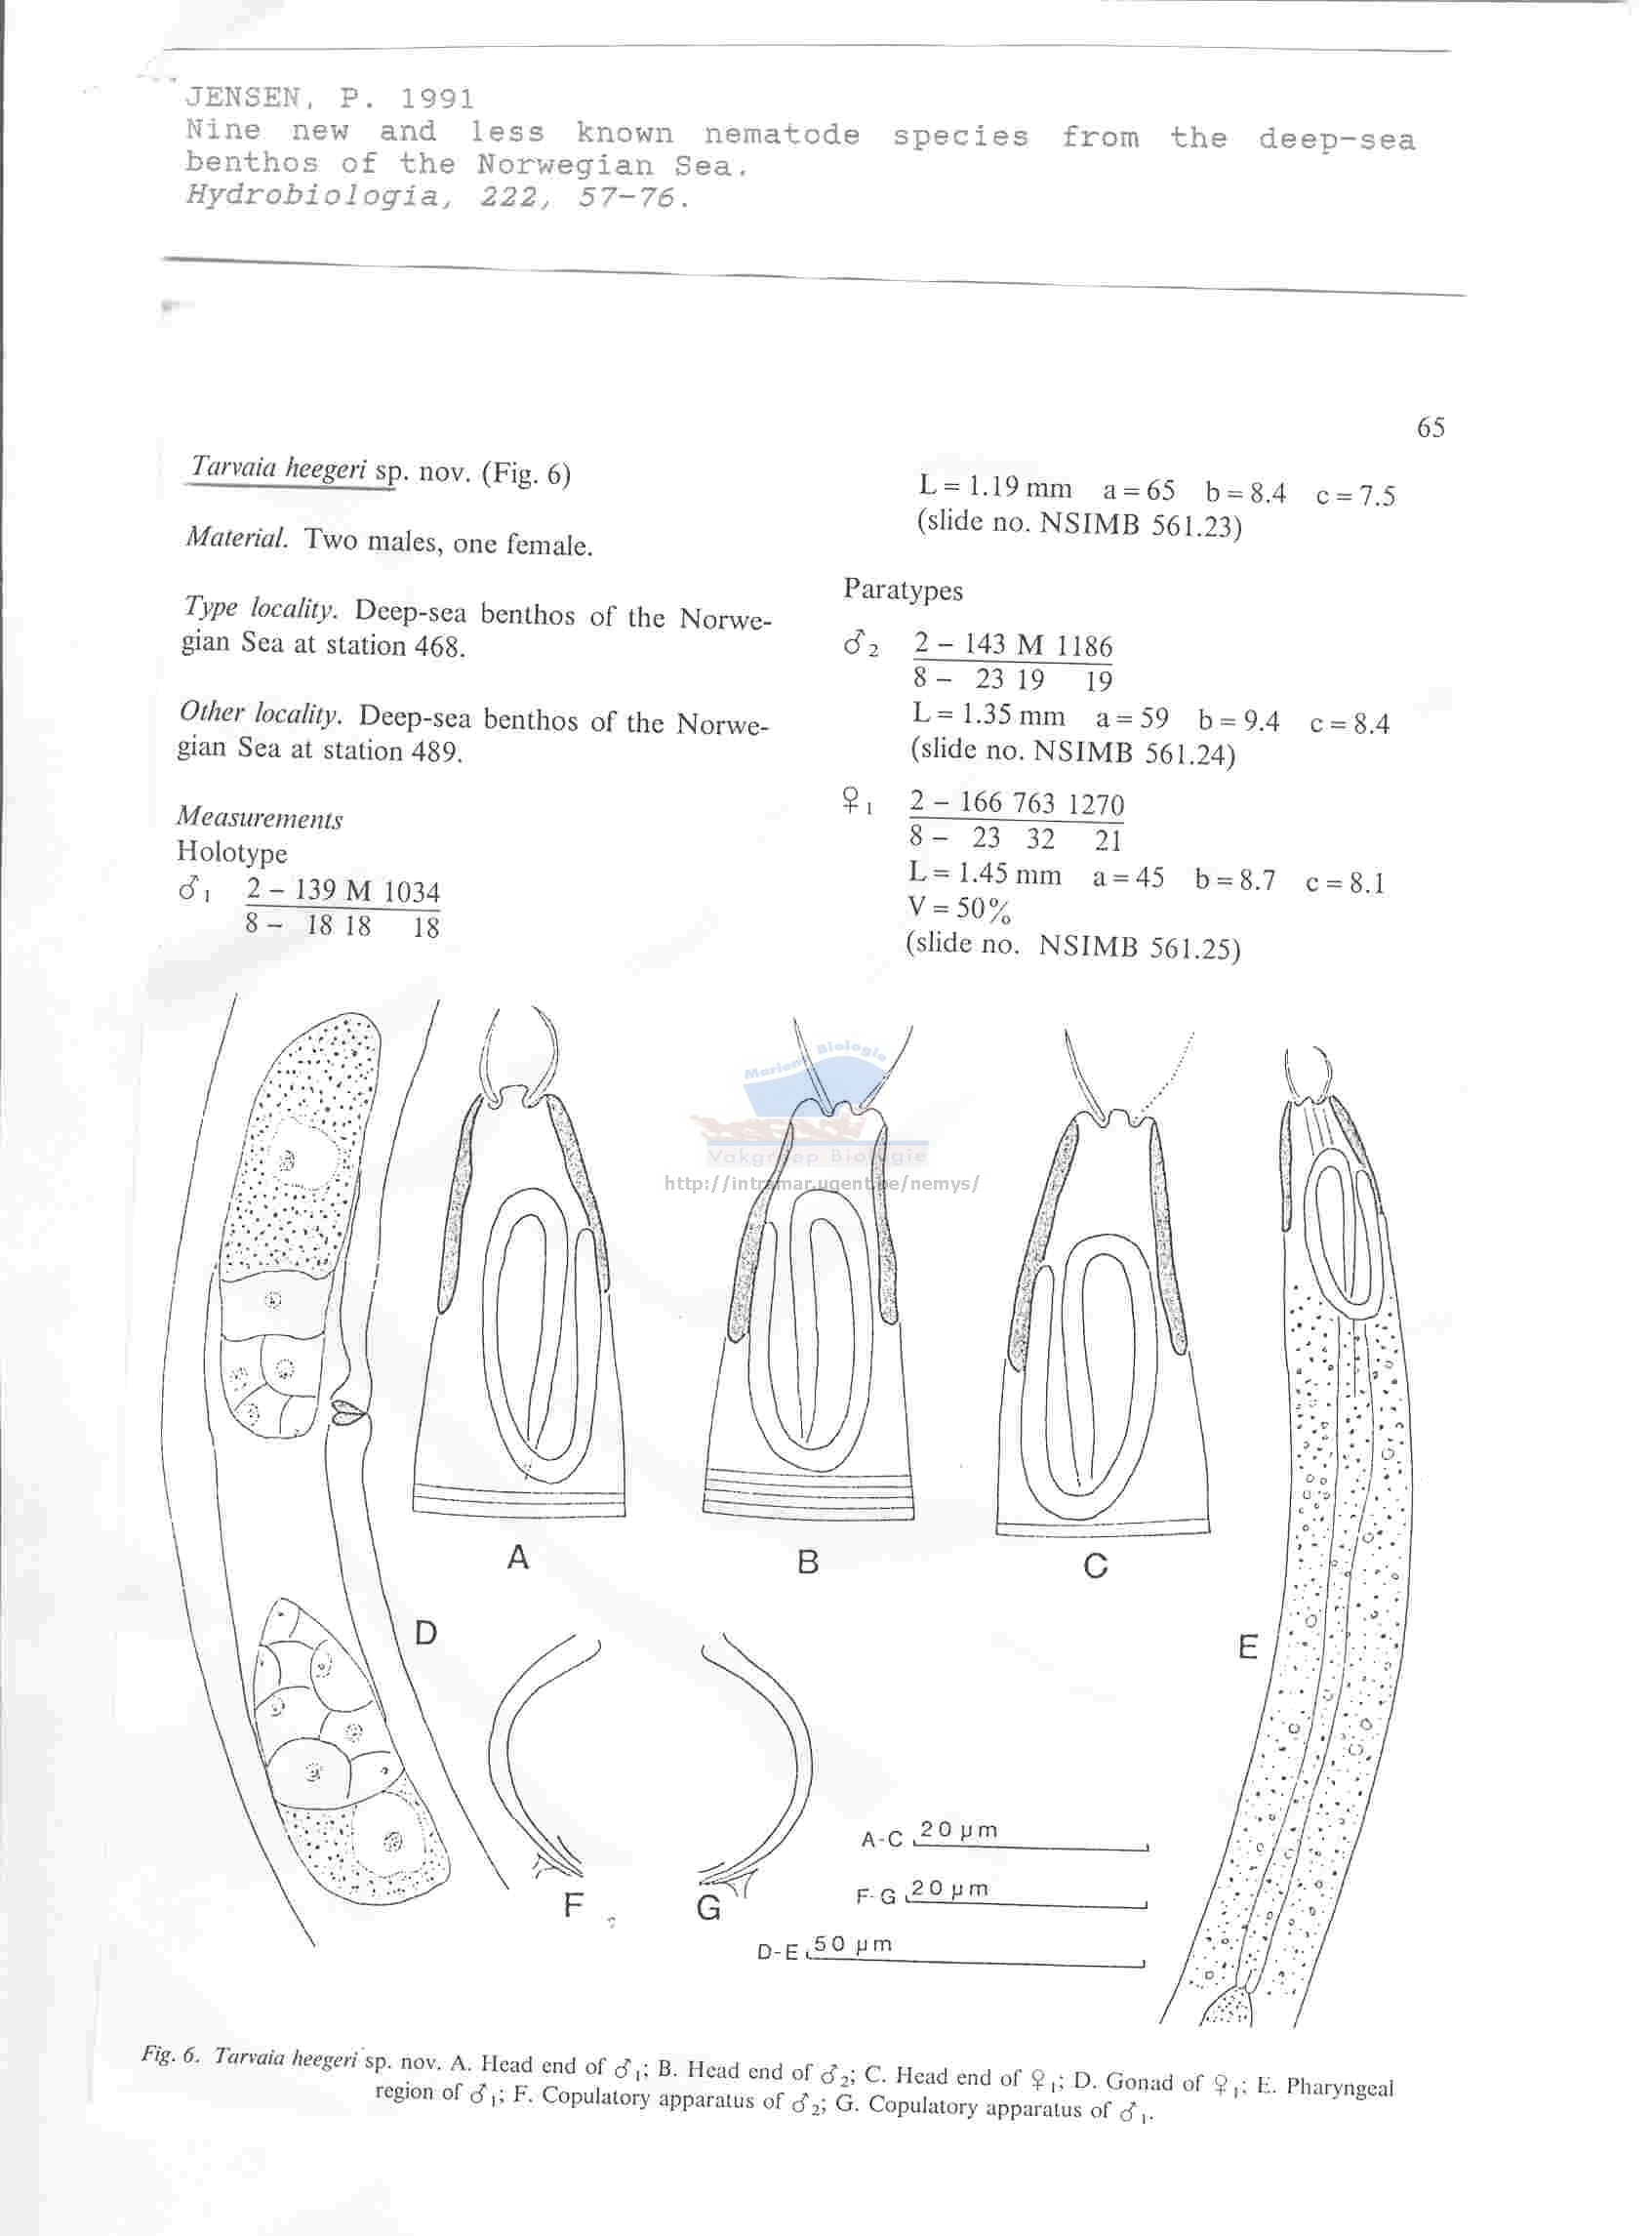 JENSEN, P. 1991
Nine new and less known nematode species from the deep-sea
benthos of the Norwegian Sea.
Hydrobiologia, 222, 57-76.
65
Tarvaia heegeri sp. nov. (Fig. 6)
Material. Two males, one female.
Type locality. Deep-sea benthos of the Norwe-
gian Sea at station 468.
Other locality. Deep-sea benthos of the Norwe-
gian Sea at station 489.
Measurements
Holotype
♂1 2 – 139 M 1034
8 – 18 18 18
L = 1.19 mm a = 65 b = 8.4 c = 7.5
(slide no. NSIMB 561.23)
Paratypes
♂2 2 – 143 M 1186
8 – 23 19 19
L = 1.35 mm a = 59 b = 9.4 c = 8.4
(slide no. NSIMB 561.24)
♀1 2 – 166 763 1270
8 – 23 32 21
L = 1.45 mm a = 45 b = 8.7 c = 8.1
V = 50%
(slide no. NSIMB 561.25)
Mariene Biologie
Vakgroep Biologie
http://intramar.ugent.be/nemys/
A
B
C
D
E
F
G
A-C 20 µm
F-G 20 µm
D-E 50 µm
Fig. 6. Tarvaia heegeri sp. nov. A. Head end of ♂1; B. Head end of ♂2; C. Head end of ♀1; D. Gonad of ♀1; E. Pharyngeal
region of ♂1; F. Copulatory apparatus of ♂2; G. Copulatory apparatus of ♂1.